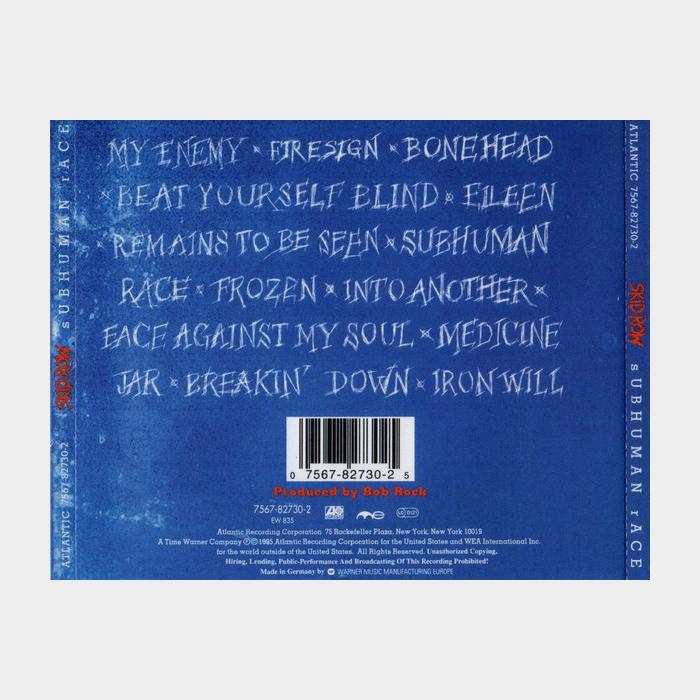 MY ENEMY × FIRESIGN × BONEHEAD
× BEAT YOURSELF BLIND × EILEEN
× REMAINS TO BE SEEN × SUBHUMAN
RACE × FROZEN × INTO ANOTHER ×
FACE AGAINST MY SOUL × MEDICINE
JAR × BREAKIN' DOWN × IRON WILL
0 7567-82730-2 5
Produced by Bob Rock
7567-82730-2
EW 835
LC 0121
Atlantic Recording Corporation 75 Rockefeller Plaza, New York, New York 10019
A Time Warner Company ℗©1995 Atlantic Recording Corporation for the United States and WEA International Inc.
for the world outside of the United States. All Rights Reserved. Unauthorized Copying,
Hiring, Lending, Public-Performance And Broadcasting Of This Recording Prohibited!
Made in Germany by WARNER MUSIC MANUFACTURING EUROPE
ATLANTIC 7567-82730-2 SKID ROW sUBHUMAN rACE
ATLANTIC 7567-82730-2 SKID ROW sUBHUMAN rACE